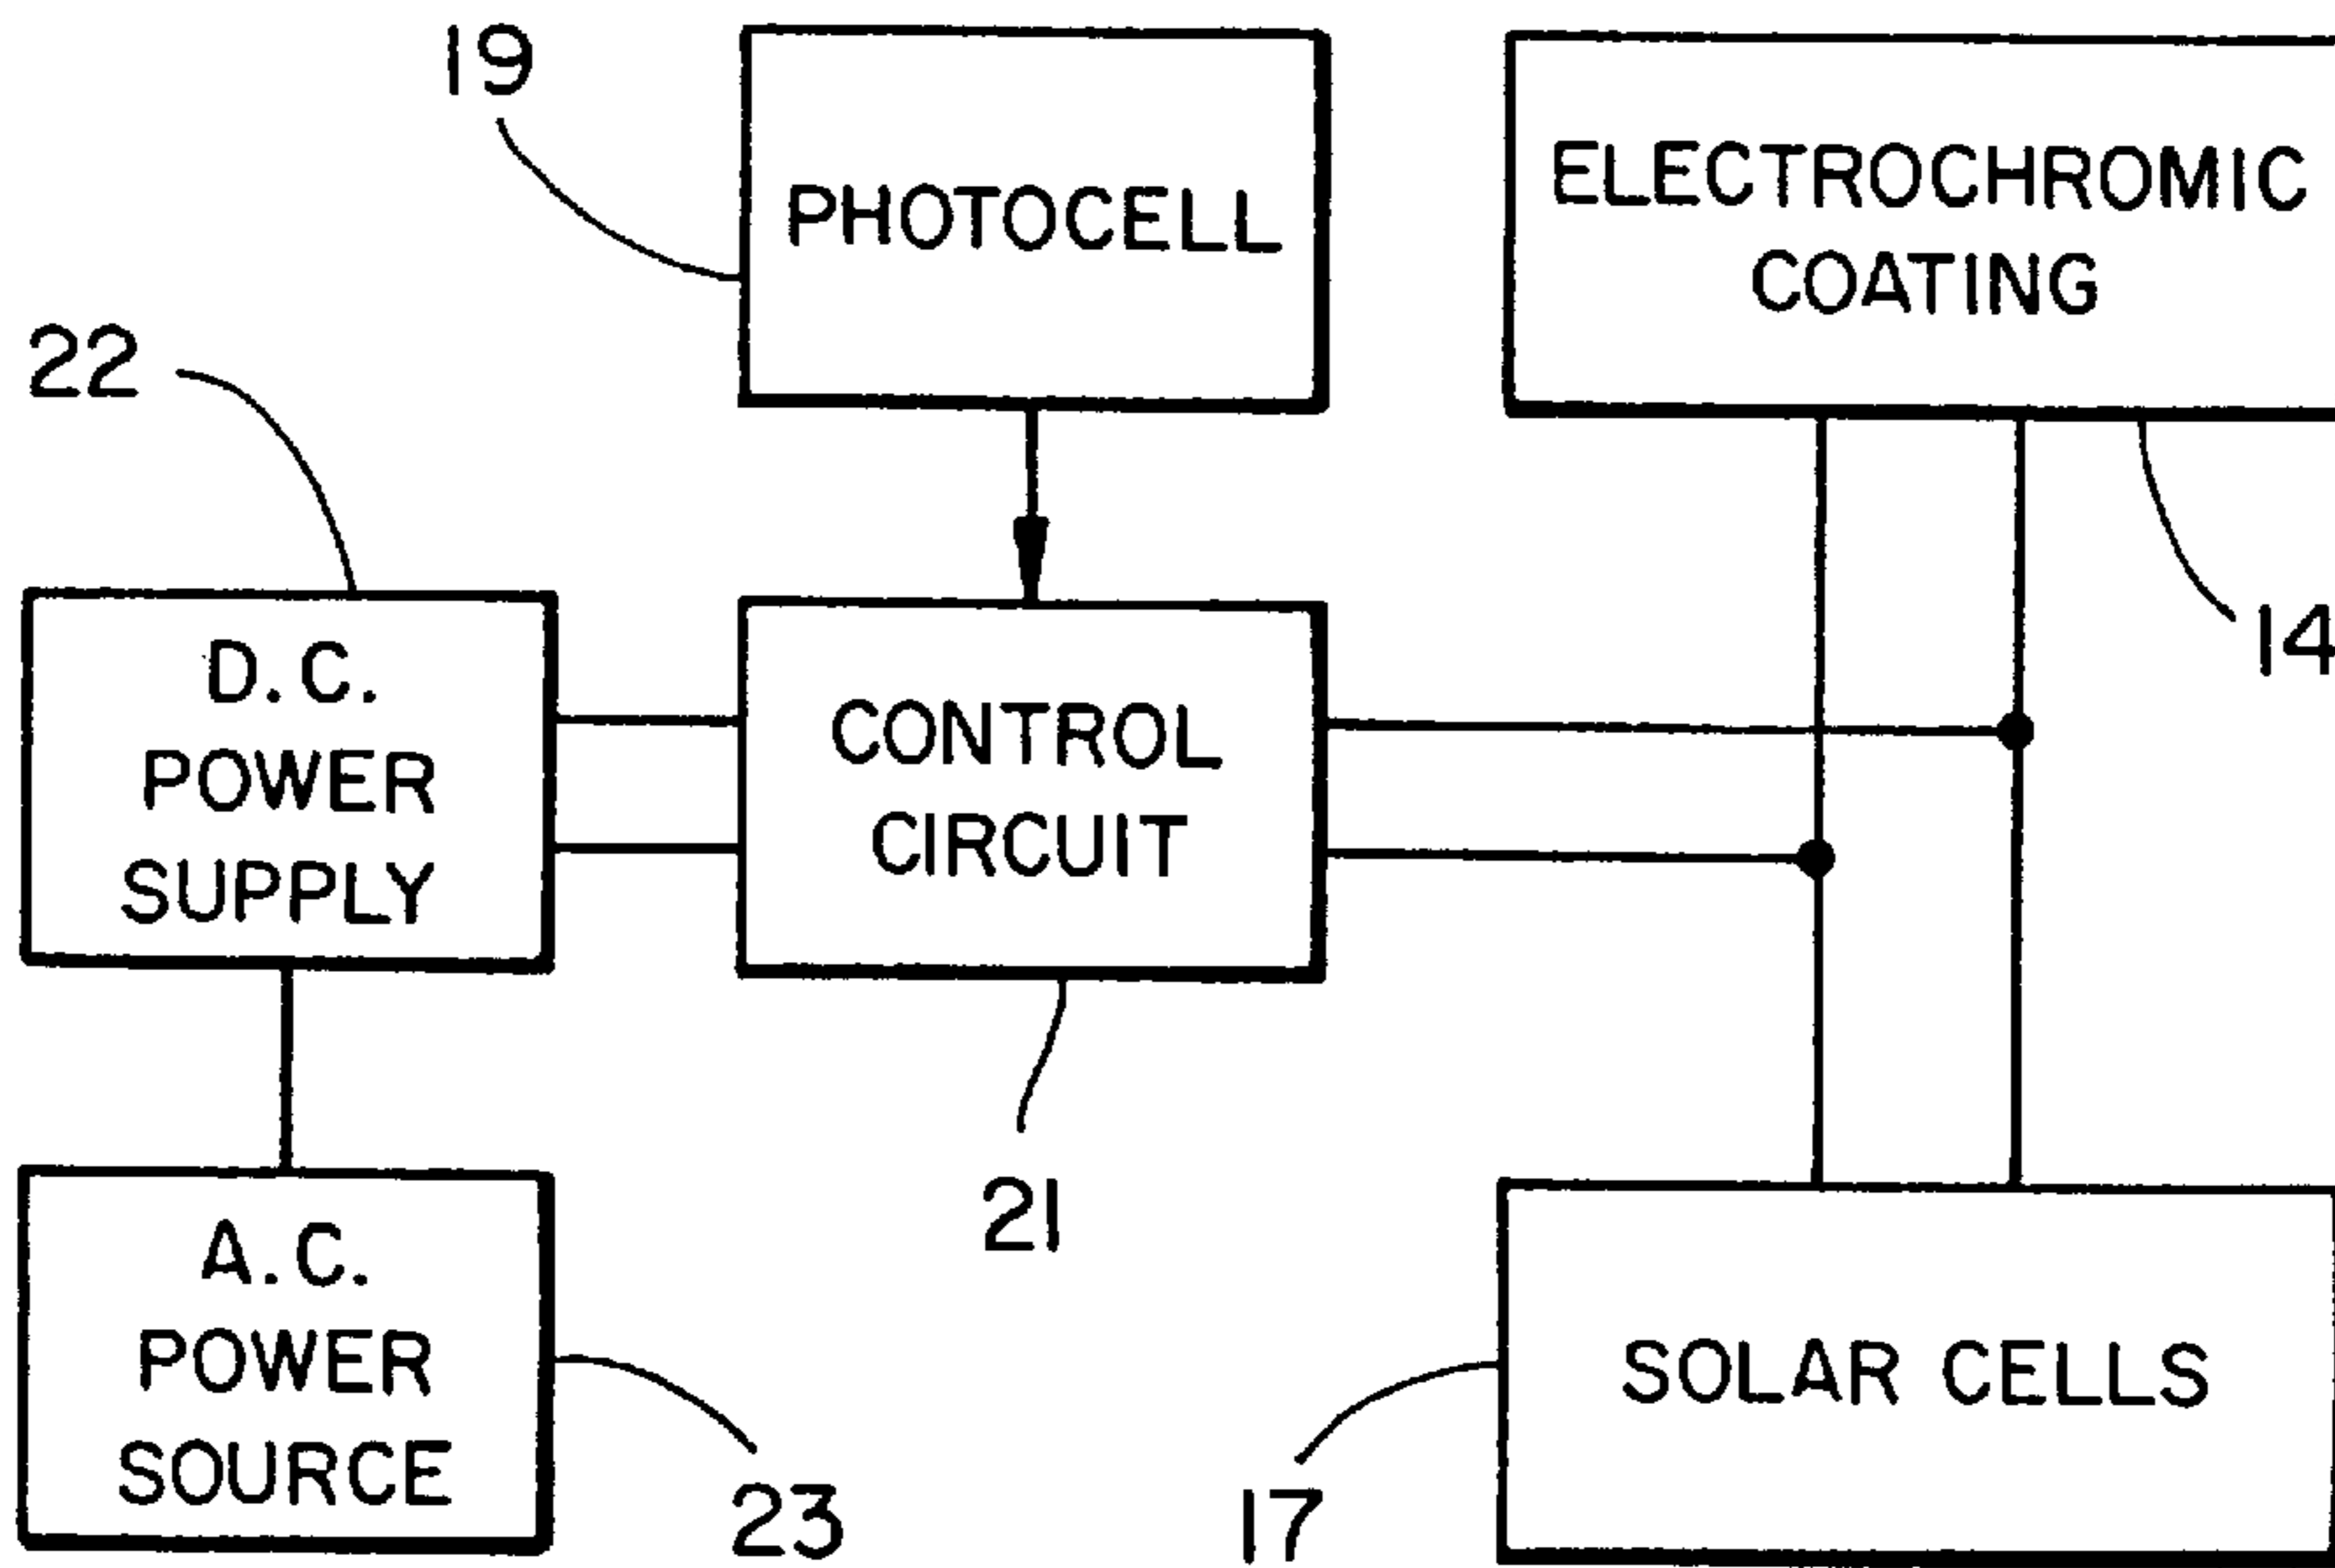 19
PHOTOCELL
ELECTROCHROMIC
COATING
22
14
D.C.
POWER
SUPPLY
CONTROL
CIRCUIT
21
A.C.
POWER
SOURCE
23
17
SOLAR CELLS